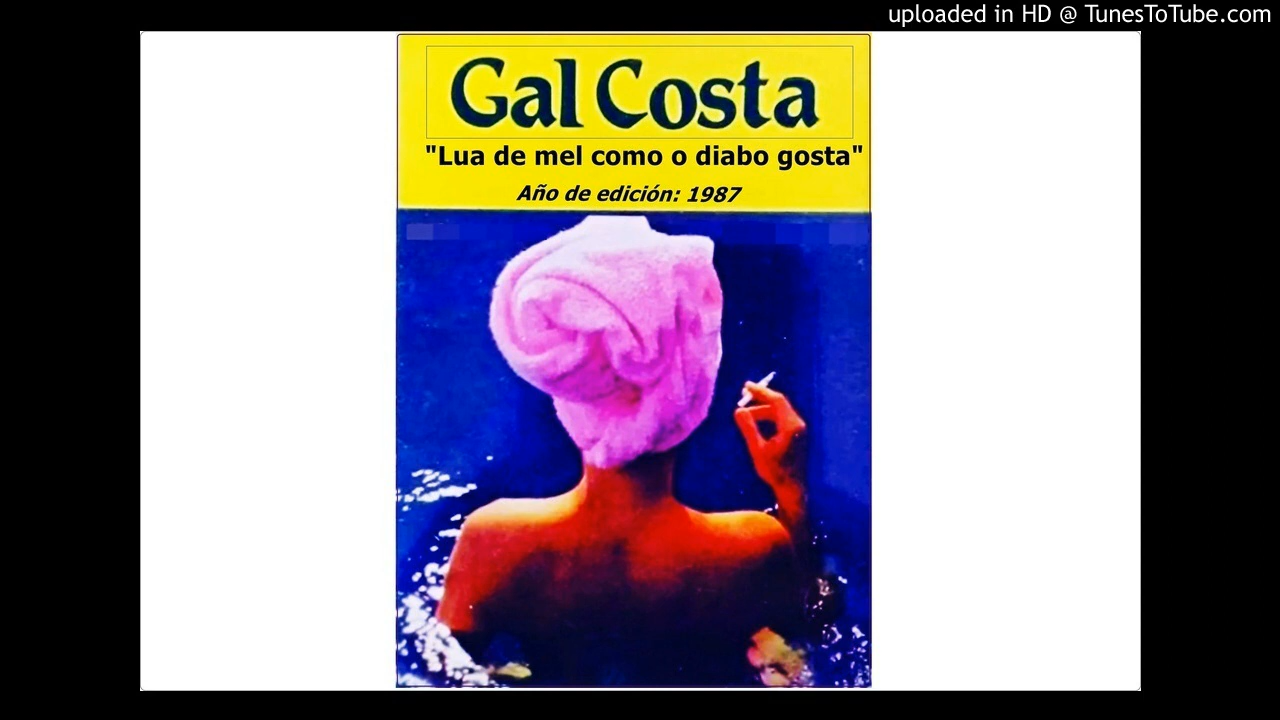 uploaded in HD @ TunesToTube.com
Gal Costa
"Lua de mel como o diabo gosta"
Año de edición: 1987